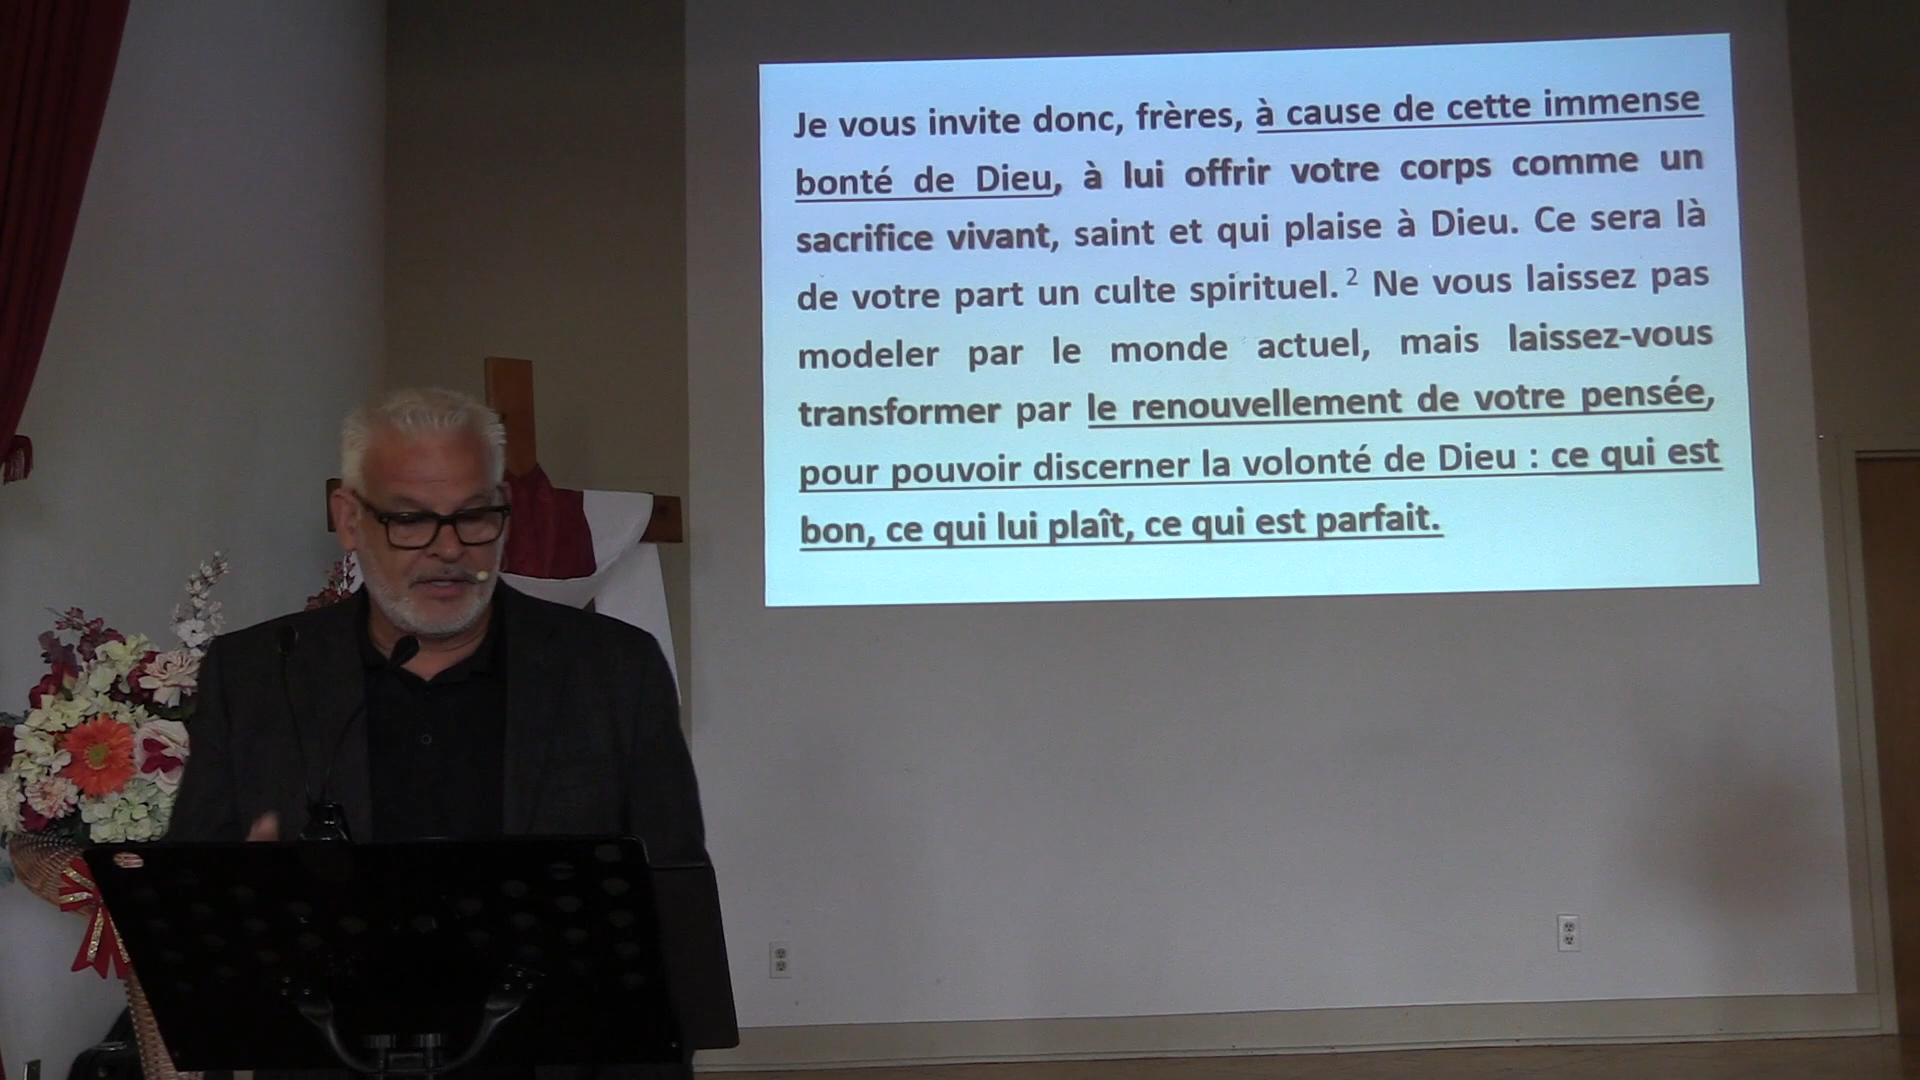 Je vous invite donc, frères, à cause de cette immense
bonté de Dieu, à lui offrir votre corps comme un
sacrifice vivant, saint et qui plaise à Dieu. Ce sera là
de votre part un culte spirituel. ² Ne vous laissez pas
modeler par le monde actuel, mais laissez-vous
transformer par le renouvellement de votre pensée,
pour pouvoir discerner la volonté de Dieu : ce qui est
bon, ce qui lui plaît, ce qui est parfait.